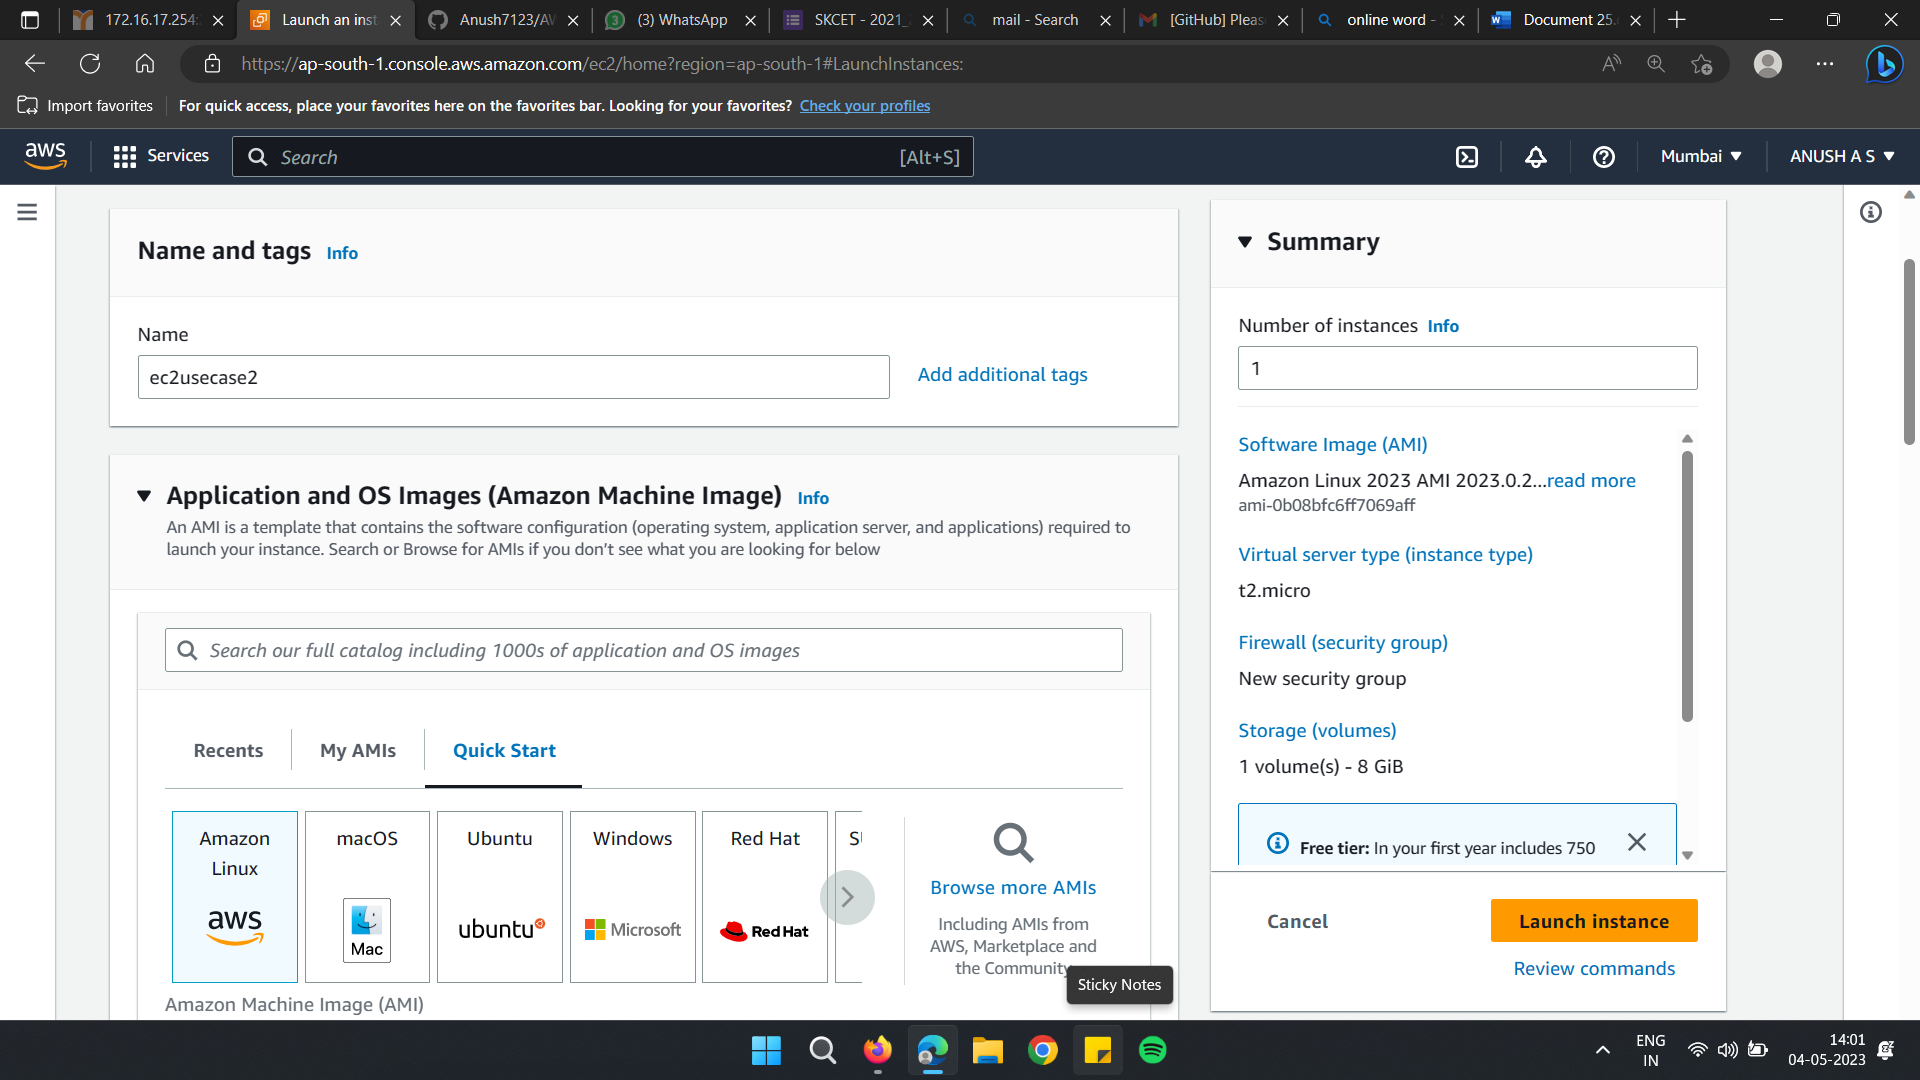 172.16.17.254:
Launch an inst
Anush7123/AW
(3) WhatsApp
SKCET - 2021_
mail - Search
[GitHub] Pleas
online word -
Document 25.
https://ap-south-1.console.aws.amazon.com/ec2/home?region=ap-south-1#LaunchInstances:
Import favorites
For quick access, place your favorites here on the favorites bar. Looking for your favorites? Check your profiles
aws
Services
Search
[Alt+S]
Mumbai
ANUSH A S
Name and tags Info
Name
ec2usecase2
Add additional tags
Application and OS Images (Amazon Machine Image) Info
An AMI is a template that contains the software configuration (operating system, application server, and applications) required to
launch your instance. Search or Browse for AMIs if you don't see what you are looking for below
Search our full catalog including 1000s of application and OS images
Recents
My AMIs
Quick Start
Amazon
Linux
aws
macOS
Mac
Ubuntu
ubuntu
Windows
Microsoft
Red Hat
Red Hat
Browse more AMIs
Including AMIs from
AWS, Marketplace and
the Community
Sticky Notes
Amazon Machine Image (AMI)
Summary
Number of instances Info
1
Software Image (AMI)
Amazon Linux 2023 AMI 2023.0.2...read more
ami-0b08bfc6ff7069aff
Virtual server type (instance type)
t2.micro
Firewall (security group)
New security group
Storage (volumes)
1 volume(s) - 8 GiB
Free tier: In your first year includes 750
Cancel
Launch instance
Review commands
ENG
IN
14:01
04-05-2023